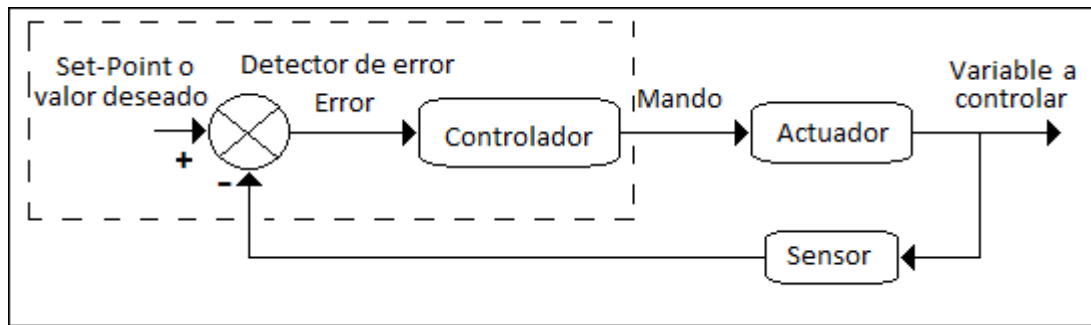 Set-Point o
valor deseado
Detector de error
Error
Controlador
Mando
Actuador
Variable a
controlar
+
-
Sensor